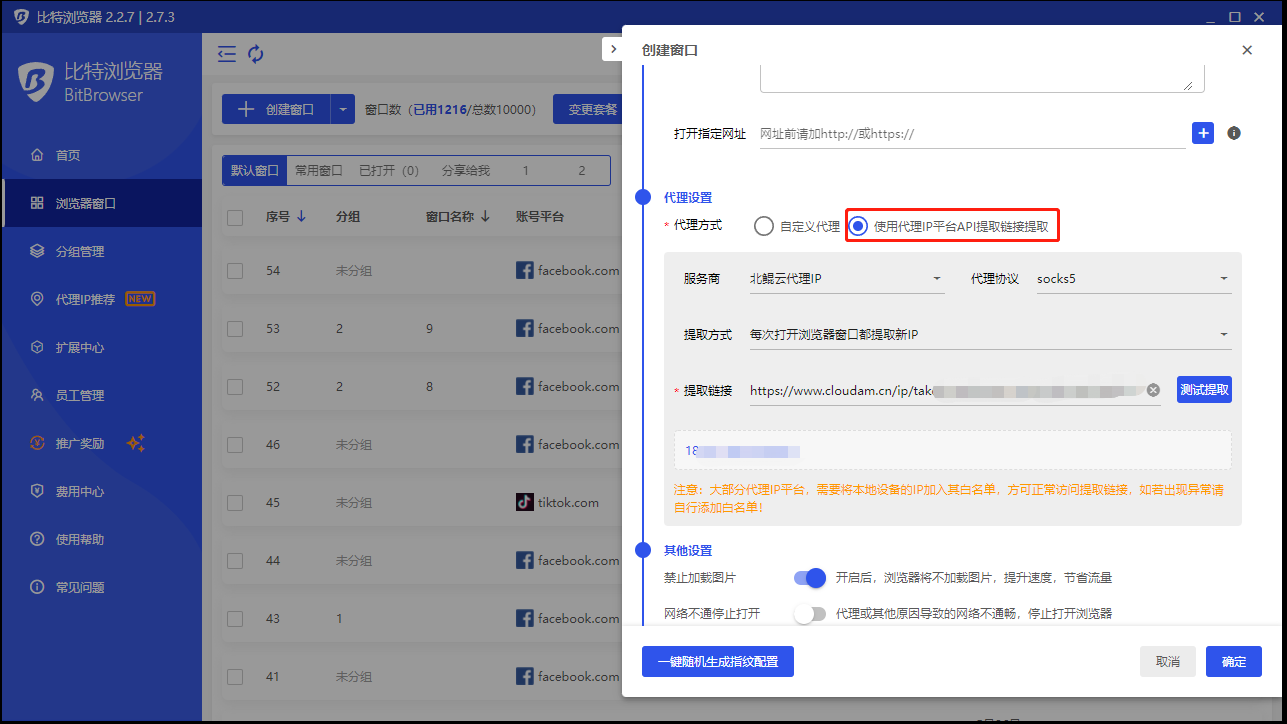 比特浏览器 2.2.7 | 2.7.3
比特浏览器
BitBrowser
首页
浏览器窗口
分组管理
代理IP推荐 NEW
扩展中心
员工管理
推广奖励
费用中心
使用帮助
常见问题
创建窗口 窗口数（已用1216/总数10000） 变更套餐
默认窗口 常用窗口 已打开（0） 分享给我 1 2
序号 分组 窗口名称 账号平台
54 未分组 facebook.com
53 2 9 facebook.com
52 2 8 facebook.com
46 未分组 facebook.com
45 未分组 tiktok.com
44 未分组 facebook.com
43 1 facebook.com
41 未分组 facebook.com
创建窗口
打开指定网址 网址前请加http://或https://
代理设置
* 代理方式 自定义代理 使用代理IP平台API提取链接提取
服务商 北鲲云代理IP 代理协议 socks5
提取方式 每次打开浏览器窗口都提取新IP
* 提取链接 https://www.cloudam.cn/ip/take 测试提取
18
注意：大部分代理IP平台，需要将本地设备的IP加入其白名单，方可正常访问提取链接，如若出现异常请
自行添加白名单！
其他设置
禁止加载图片 开启后，浏览器将不加载图片，提升速度，节省流量
网络不通停止打开 代理或其他原因导致的网络不通畅，停止打开浏览器
一键随机生成指纹配置 取消 确定